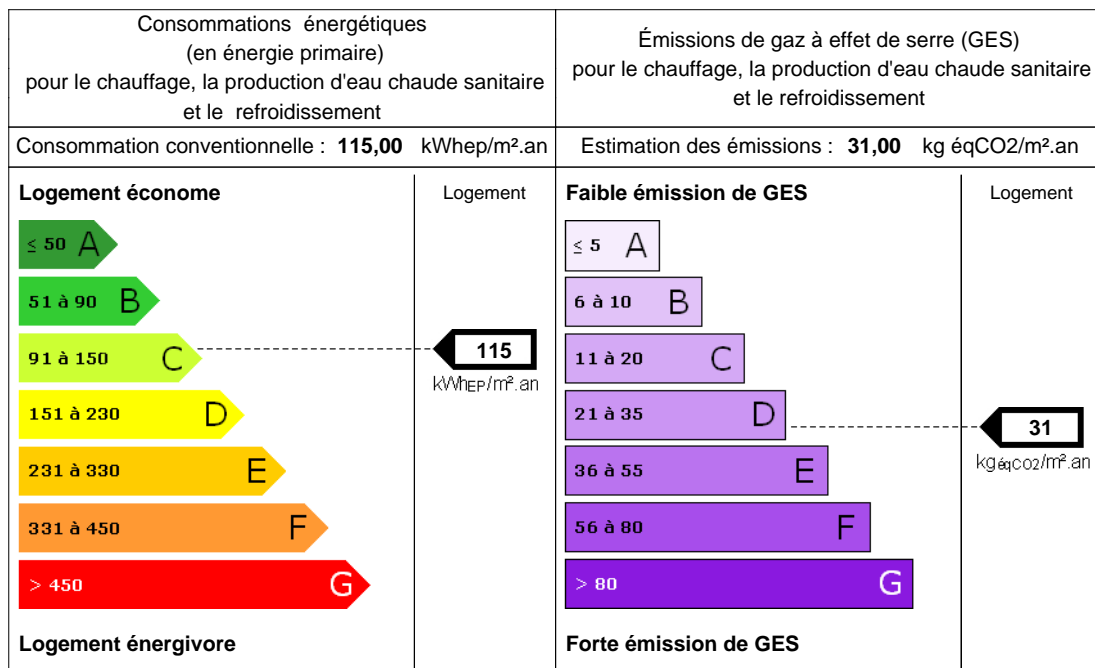 Consommations énergétiques
(en énergie primaire)
pour le chauffage, la production d'eau chaude sanitaire
et le refroidissement
Émissions de gaz à effet de serre (GES)
pour le chauffage, la production d'eau chaude sanitaire
et le refroidissement
Consommation conventionnelle : 115,00 kWhep/m².an
Estimation des émissions : 31,00 kg éqCO2/m².an
Logement économe
Logement
≤ 50 A
51 à 90 B
91 à 150 C
151 à 230 D
231 à 330 E
331 à 450 F
> 450 G
115
kWhEP/m².an
Logement énergivore
Faible émission de GES
Logement
≤ 5 A
6 à 10 B
11 à 20 C
21 à 35 D
36 à 55 E
56 à 80 F
> 80 G
31
kgéqCO2/m².an
Forte émission de GES